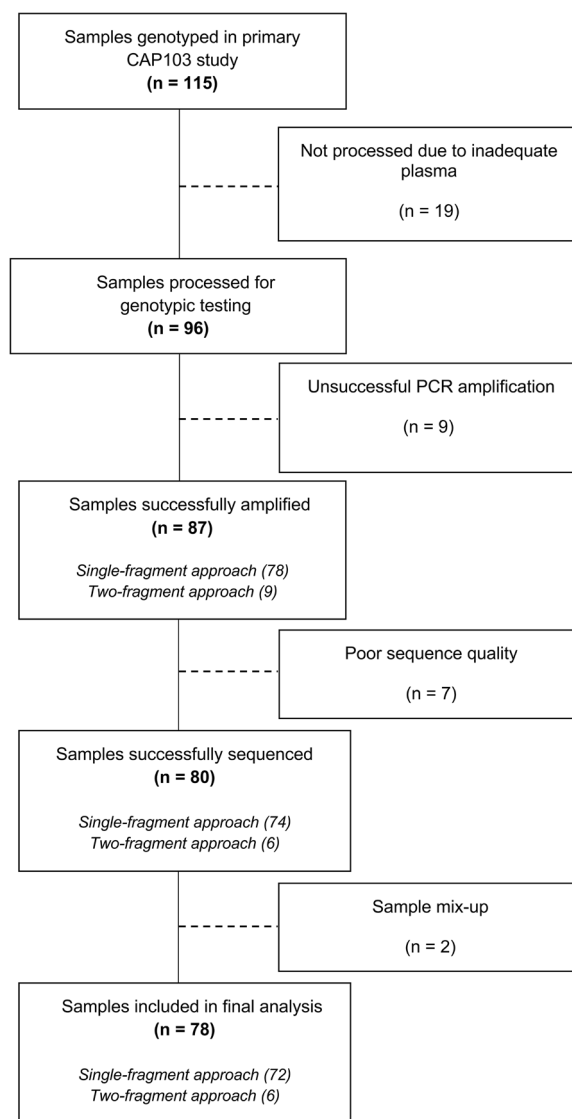 Samples genotyped in primary
CAP103 study
(n = 115)
Not processed due to inadequate
plasma
(n = 19)
Samples processed for
genotypic testing
(n = 96)
Unsuccessful PCR amplification
(n = 9)
Samples successfully amplified
(n = 87)
Single-fragment approach (78)
Two-fragment approach (9)
Poor sequence quality
(n = 7)
Samples successfully sequenced
(n = 80)
Single-fragment approach (74)
Two-fragment approach (6)
Sample mix-up
(n = 2)
Samples included in final analysis
(n = 78)
Single-fragment approach (72)
Two-fragment approach (6)